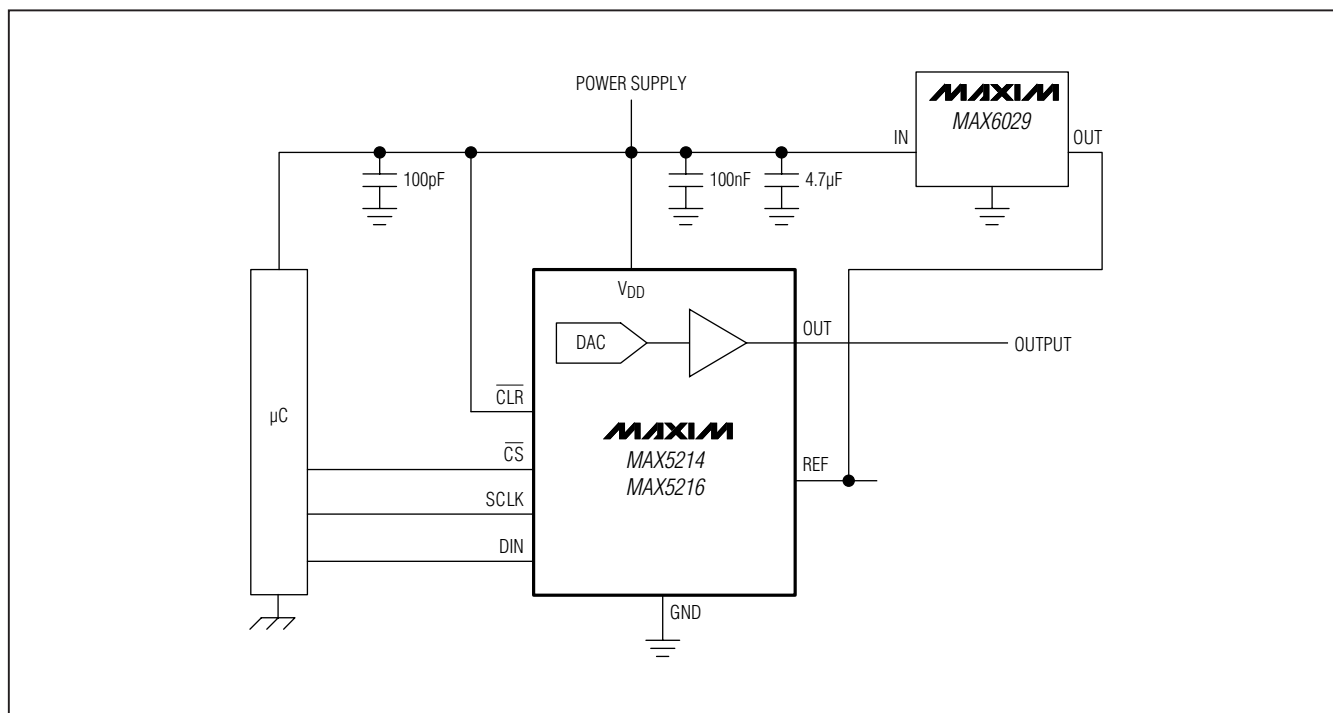 POWER SUPPLY
MAXIM
MAX6029
IN
OUT
100pF
100nF
4.7µF
VDD
DAC
OUT
OUTPUT
µC
CLR
MAXIM
CS
MAX5214
REF
MAX5216
SCLK
DIN
GND